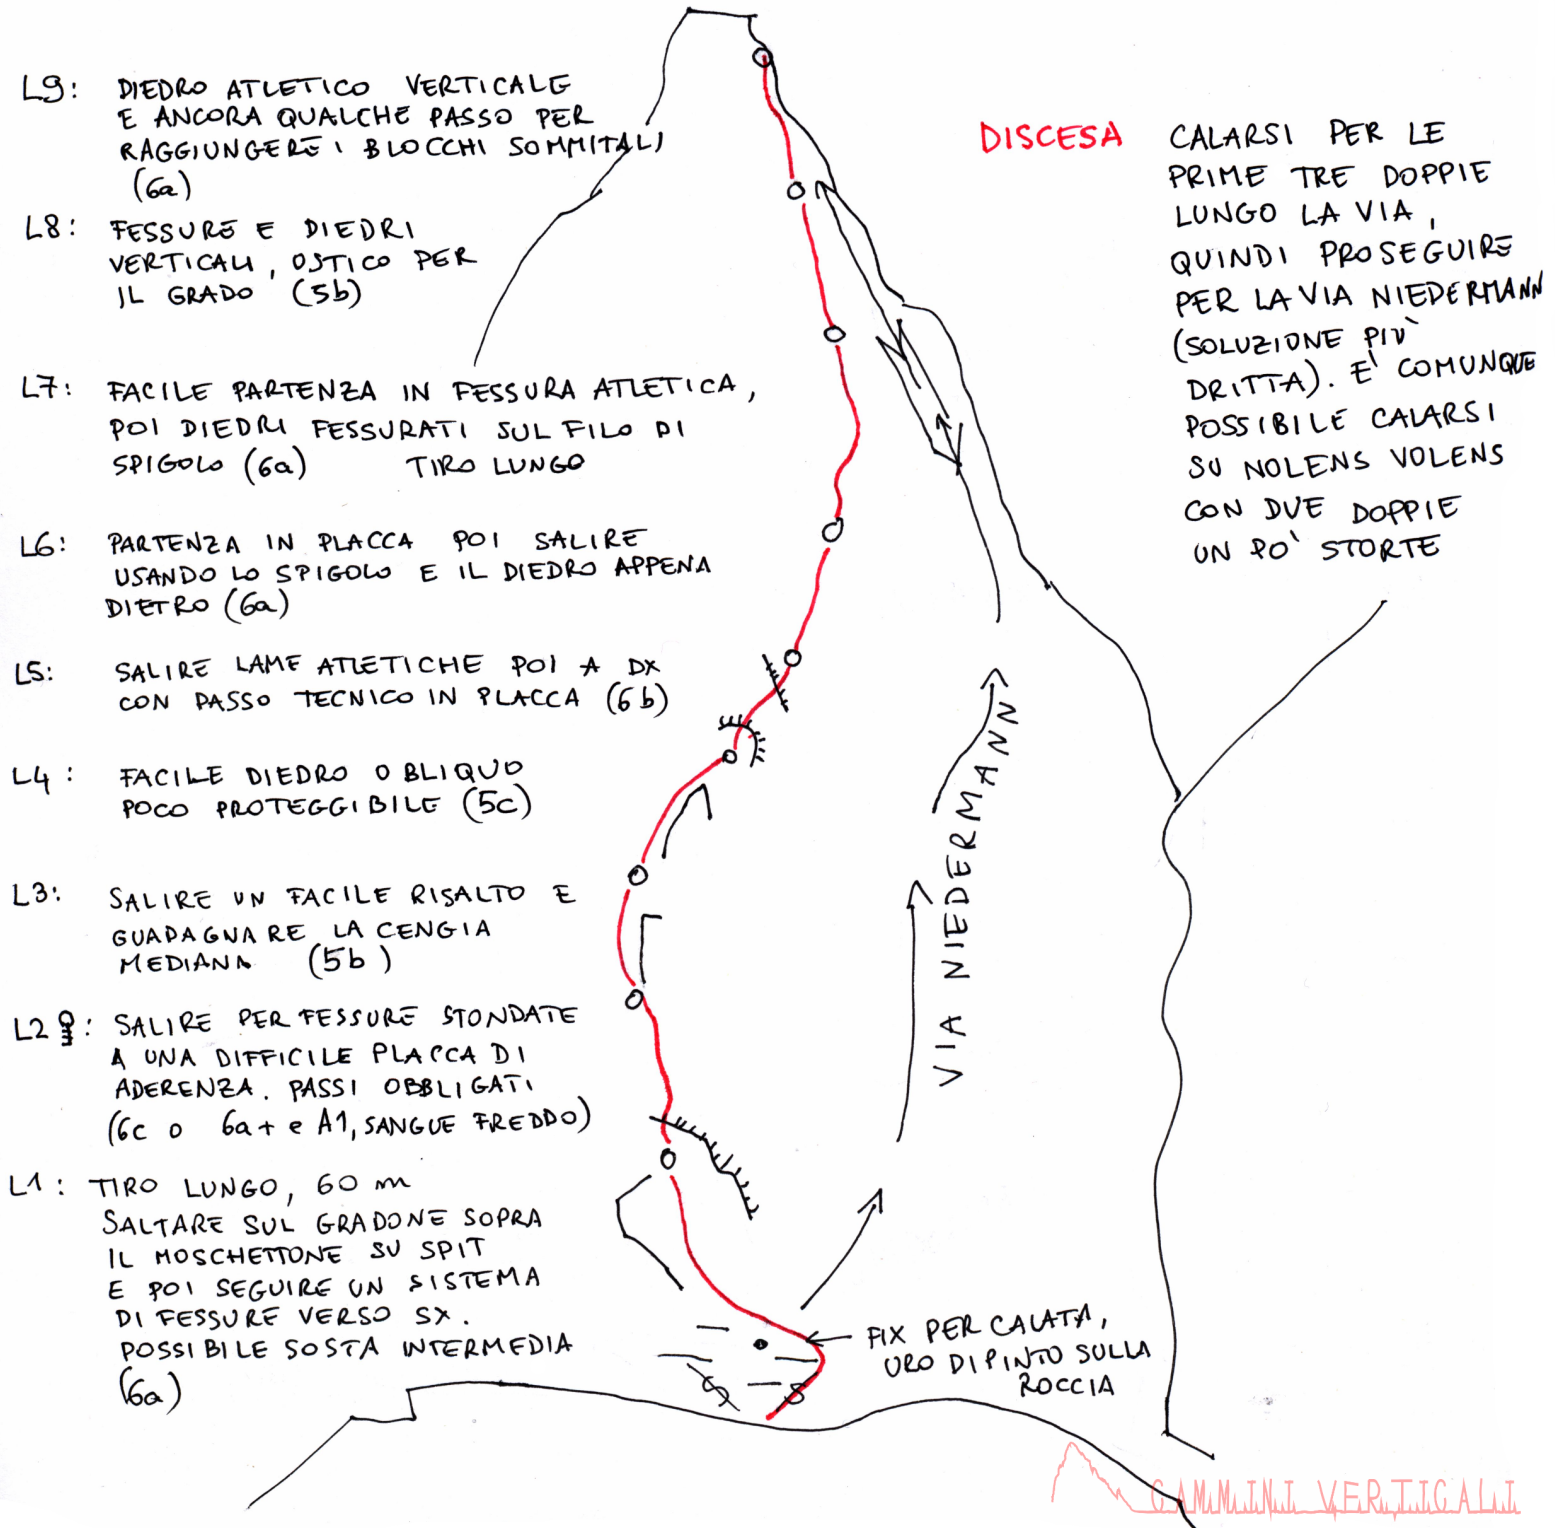 L9: DIEDRO ATLETICO VERTICALE
E ANCORA QUALCHE PASSO PER
RAGGIUNGERE I BLOCCHI SOMMITALI
(6a)
L8: FESSURE E DIEDRI
VERTICALI, OSTICO PER
IL GRADO (5b)
L7: FACILE PARTENZA IN FESSURA ATLETICA,
POI DIEDRI FESSURATI SUL FILO DI
SPIGOLO (6a) TIRO LUNGO
L6: PARTENZA IN PLACCA POI SALIRE
USANDO LO SPIGOLO E IL DIEDRO APPENA
DIETRO (6a)
L5: SALIRE LAME ATLETICHE POI A DX
CON PASSO TECNICO IN PLACCA (6b)
L4: FACILE DIEDRO OBLIQUO
POCO PROTEGGIBILE (5c)
L3: SALIRE UN FACILE RISALTO E
GUADAGNARE LA CENGIA
MEDIANA (5b)
L2: SALIRE PER FESSURE STONDATE
A UNA DIFFICILE PLACCA DI
ADERENZA. PASSI OBBLIGATI
(6c o 6a+ e A1, SANGUE FREDDO)
L1: TIRO LUNGO, 60 m
SALTARE SUL GRADONE SOPRA
IL MOSCHETTONE SU SPIT
E POI SEGUIRE UN SISTEMA
DI FESSURE VERSO SX.
POSSIBILE SOSTA INTERMEDIA
(6a)
DISCESA CALARSI PER LE
PRIME TRE DOPPIE
LUNGO LA VIA,
QUINDI PROSEGUIRE
PER LA VIA NIEDERMANN
(SOLUZIONE PIÙ
DRITTA). E' COMUNQUE
POSSIBILE CALARSI
SU NOLENS VOLENS
CON DUE DOPPIE
UN PO' STORTE
VIA NIEDERMANN
FIX PER CALATA,
URO DIPINTO SULLA
ROCCIA
CAMMINI VERTICALI